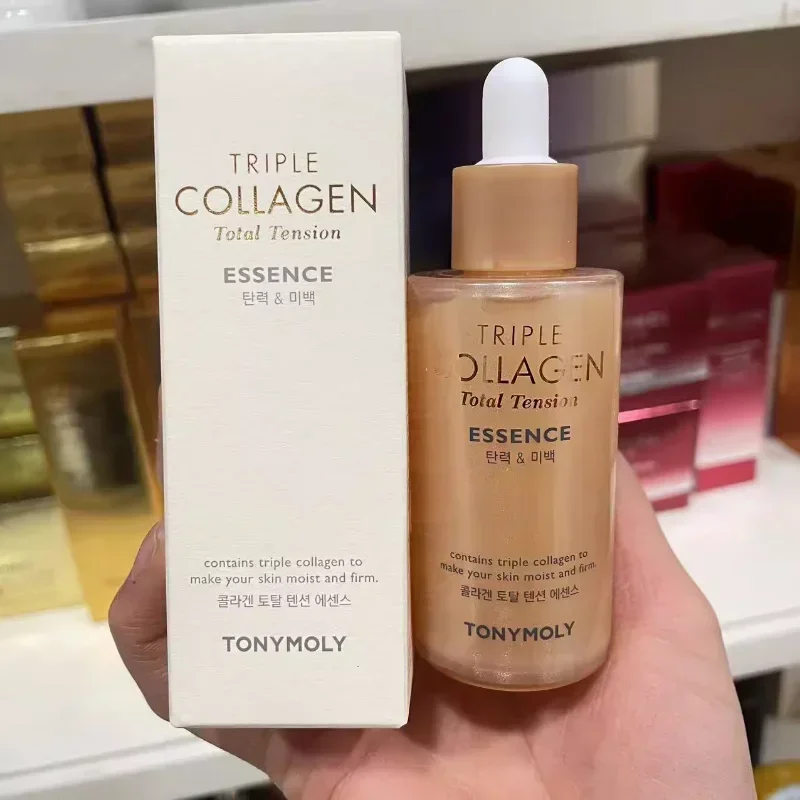 TRIPLE
COLLAGEN
Total Tension
ESSENCE
탄력 & 미백
contains triple collagen to
make your skin moist and firm.
콜라겐 토탈 텐션 에센스
TONYMOLY
TRIPLE
COLLAGEN
Total Tension
ESSENCE
탄력 & 미백
contains triple collagen to
make your skin moist and firm.
콜라겐 토탈 텐션 에센스
TONYMOLY